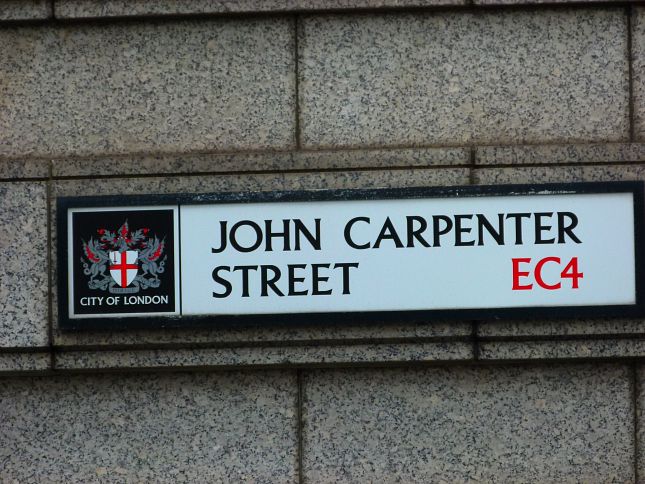 JOHN CARPENTER
STREET EC4
CITY OF LONDON